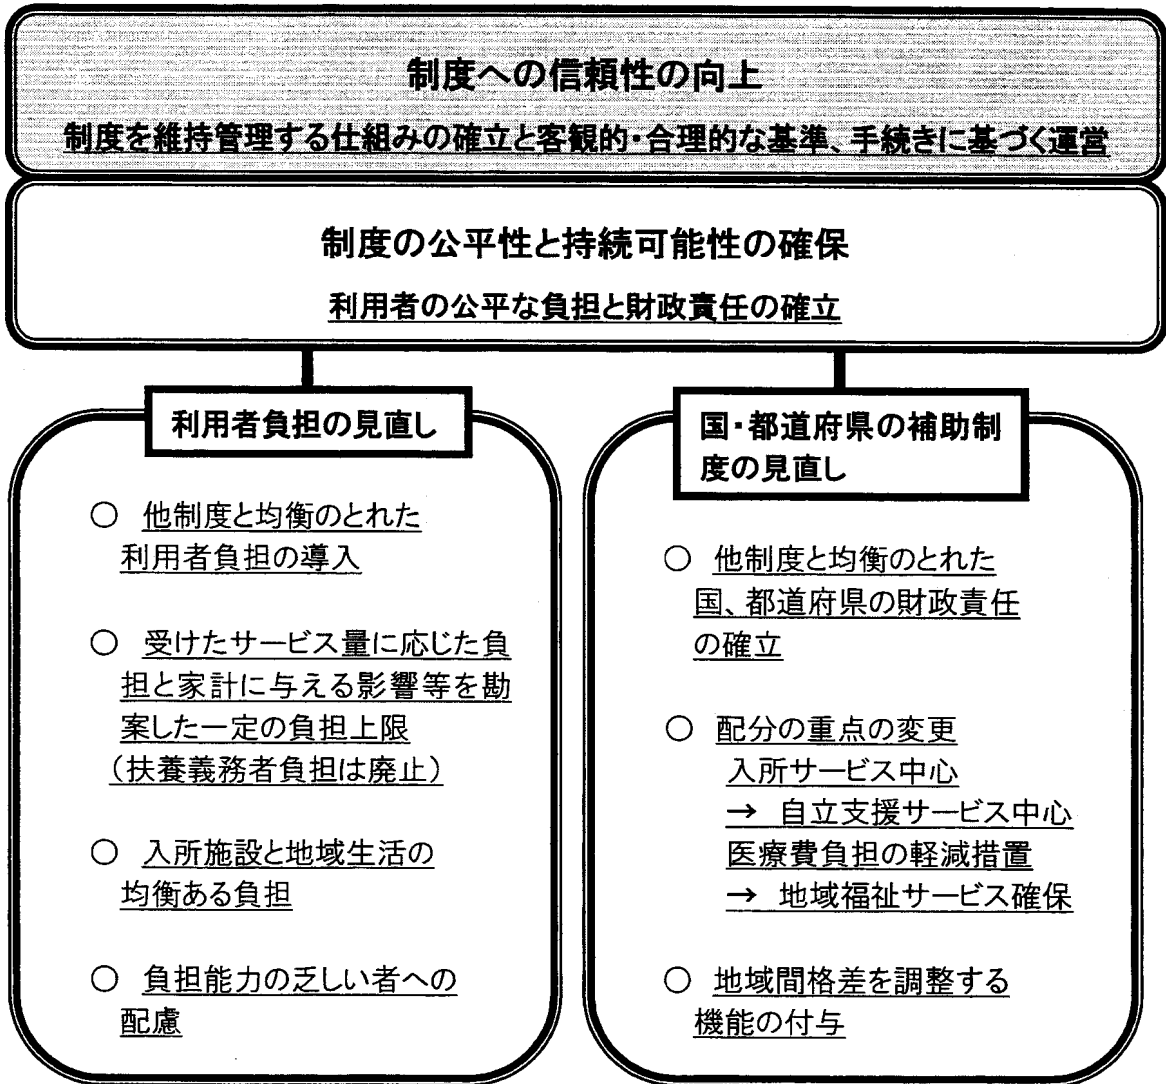 制度への信頼性の向上
制度を維持管理する仕組みの確立と客観的・合理的な基準、手続きに基づく運営
制度の公平性と持続可能性の確保
利用者の公平な負担と財政責任の確立
利用者負担の見直し
○ 他制度と均衡のとれた
利用者負担の導入
○ 受けたサービス量に応じた負
担と家計に与える影響等を勘
案した一定の負担上限
（扶養義務者負担は廃止）
○ 入所施設と地域生活の
均衡ある負担
○ 負担能力の乏しい者への
配慮
国・都道府県の補助制
度の見直し
○ 他制度と均衡のとれた
国、都道府県の財政責任
の確立
○ 配分の重点の変更
入所サービス中心
→ 自立支援サービス中心
医療費負担の軽減措置
→ 地域福祉サービス確保
○ 地域間格差を調整する
機能の付与